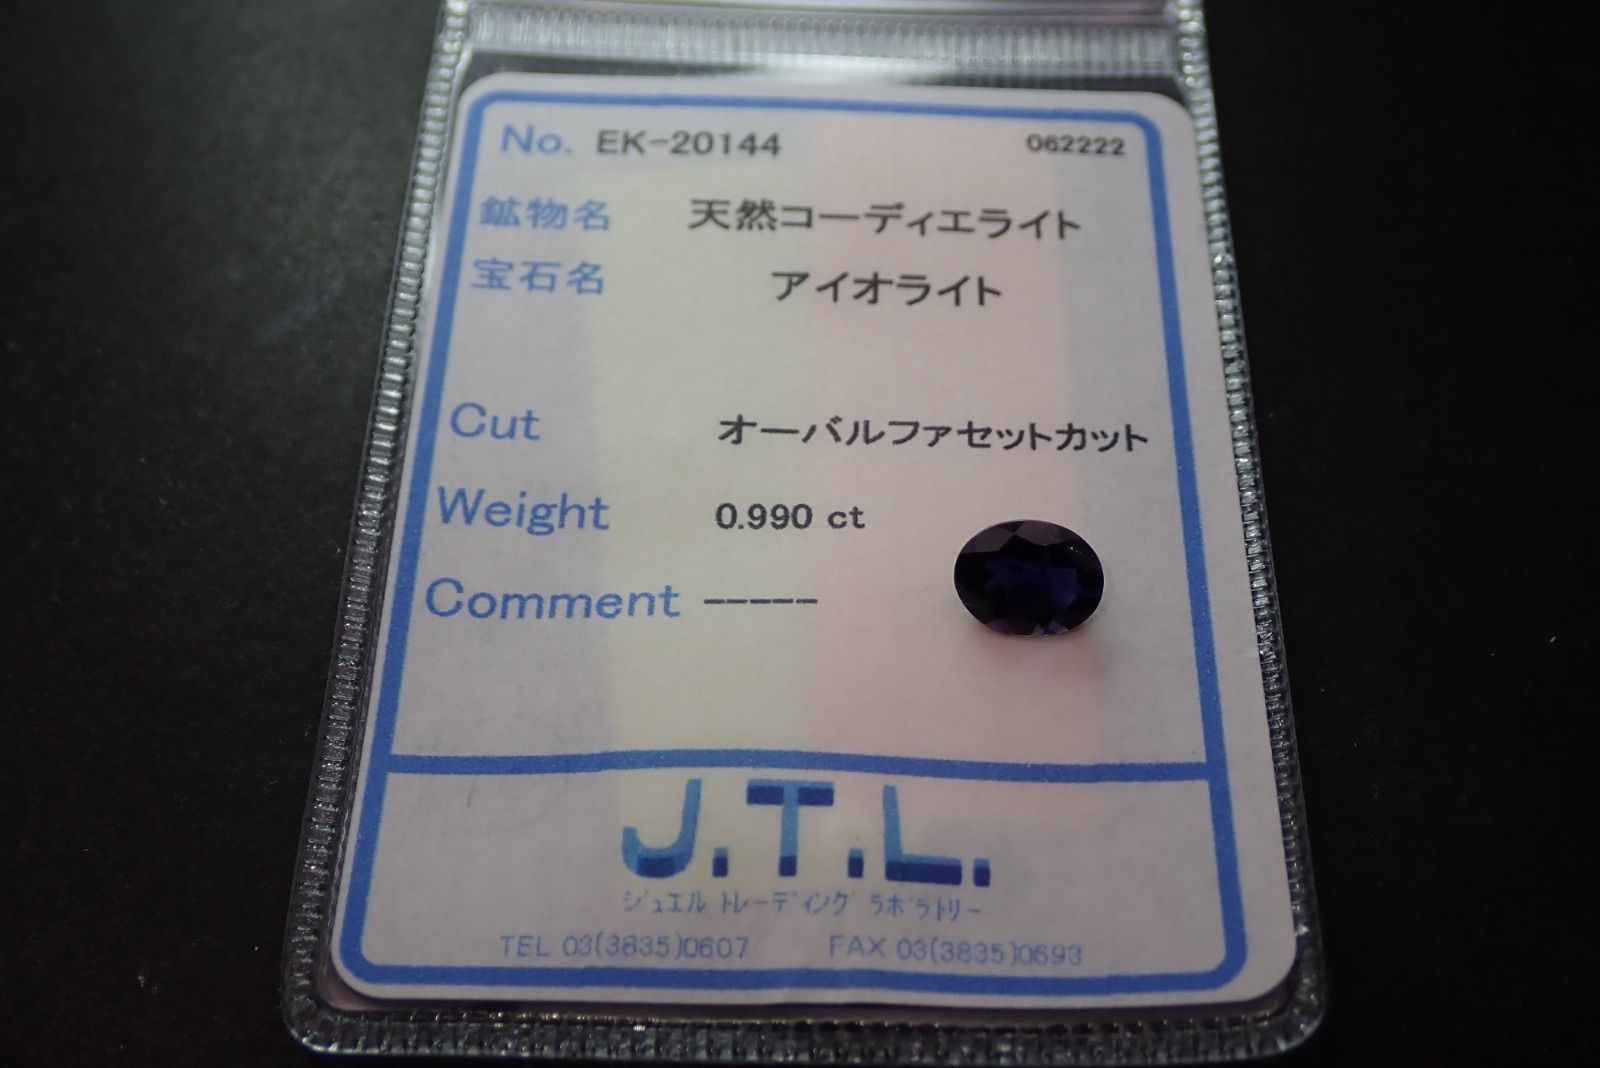 No. EK-20144 062222
鉱物名 天然コーディエライト
宝石名 アイオライト
Cut オーバルファセットカット
Weight 0.990 ct
Comment -----
J.T.L.
ジュエル トレーディング ラボラトリー
TEL 03(3835)0607 FAX 03(3835)0693